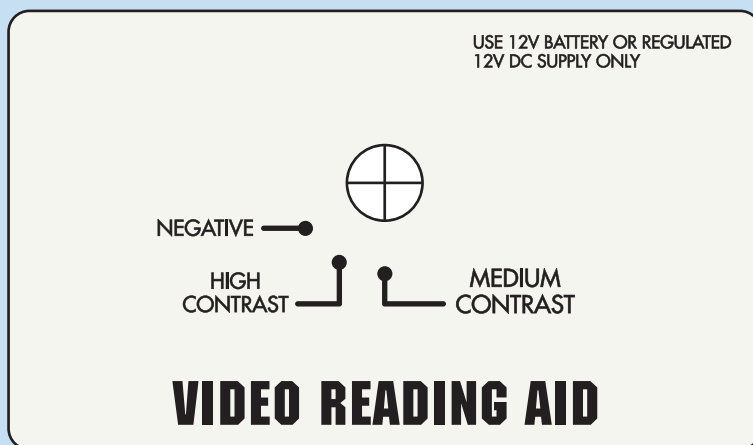 USE 12V BATTERY OR REGULATED
12V DC SUPPLY ONLY
NEGATIVE
HIGH
CONTRAST
MEDIUM
CONTRAST
VIDEO READING AID